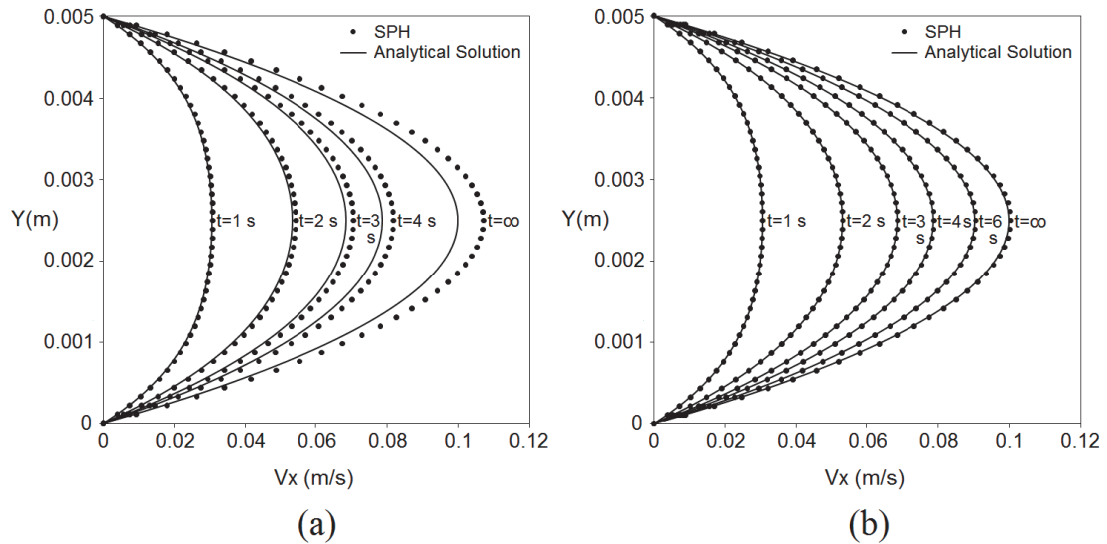 0.005
0.004
0.003
Y(m)
0.002
0.001
0
0 0.02 0.04 0.06 0.08 0.1 0.12
Vx (m/s)
SPH
Analytical Solution
t=1 s
t=2 s
t=3
s
t=4 s
t=∞
(a)
0.005
0.004
0.003
Y(m)
0.002
0.001
0
0 0.02 0.04 0.06 0.08 0.1 0.12
Vx (m/s)
SPH
Analytical Solution
t=1 s
t=2 s
t=3
s
t=4 s
t=6
s
t=∞
(b)